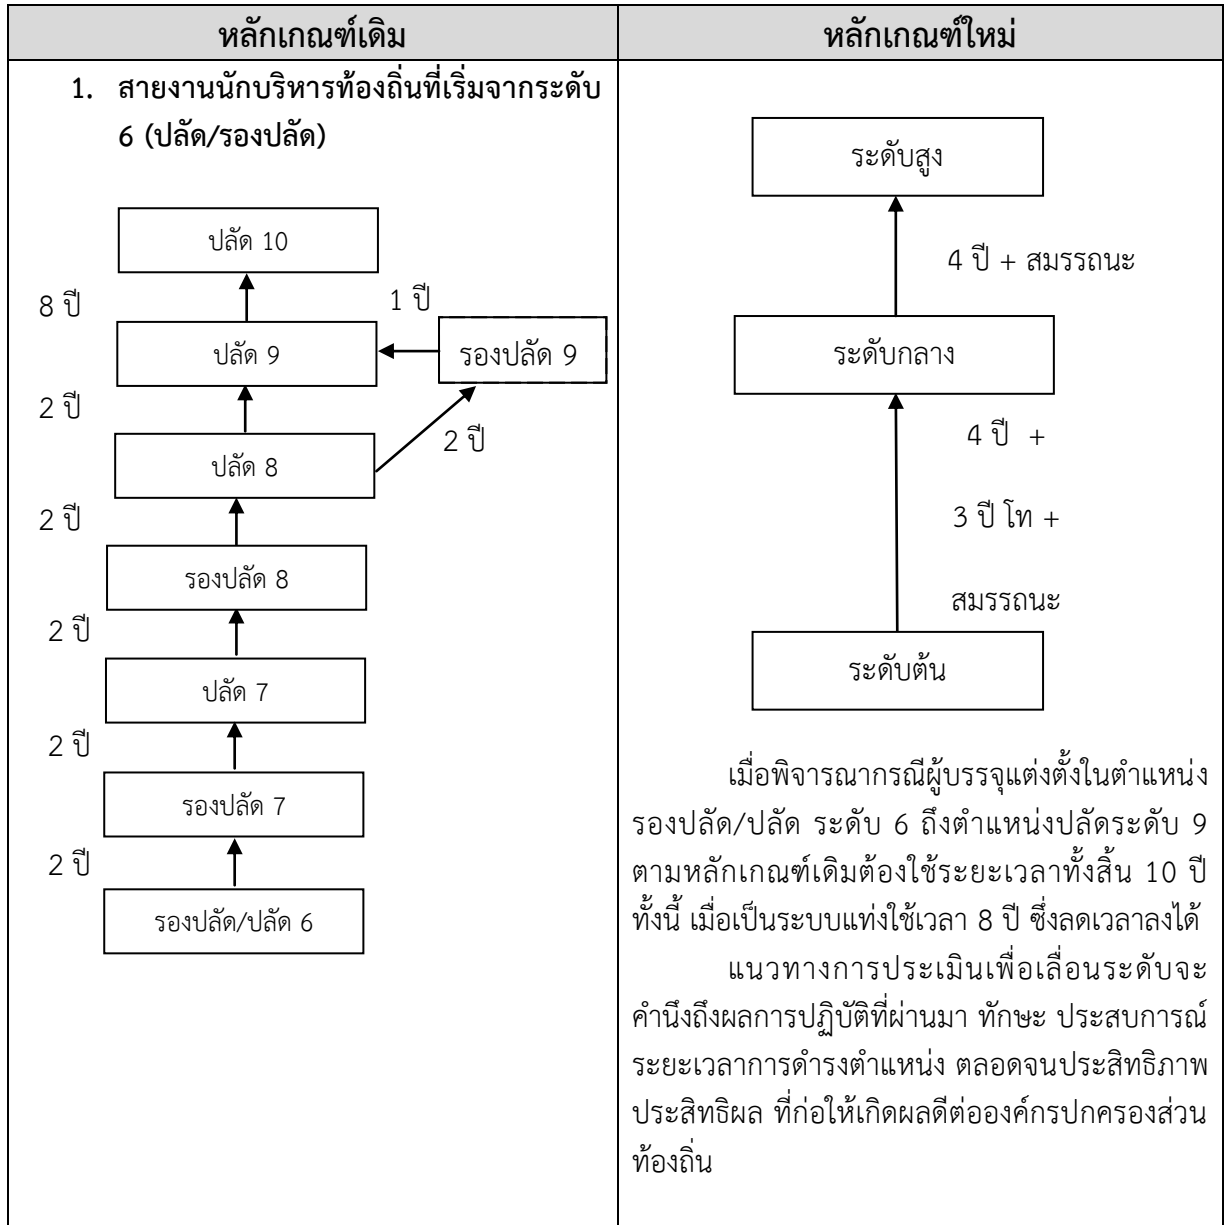 หลักเกณฑ์เดิม
หลักเกณฑ์ใหม่
1. สายงานนักบริหารท้องถิ่นที่เริ่มจากระดับ
6 (ปลัด/รองปลัด)
ปลัด 10
8 ปี
1 ปี
ปลัด 9
รองปลัด 9
2 ปี
2 ปี
ปลัด 8
2 ปี
รองปลัด 8
2 ปี
ปลัด 7
2 ปี
รองปลัด 7
2 ปี
รองปลัด/ปลัด 6
ระดับสูง
4 ปี + สมรรถนะ
ระดับกลาง
4 ปี +
3 ปี โท +
สมรรถนะ
ระดับต้น
เมื่อพิจารณากรณีผู้บรรจุแต่งตั้งในตำแหน่ง
รองปลัด/ปลัด ระดับ 6 ถึงตำแหน่งปลัดระดับ 9
ตามหลักเกณฑ์เดิมต้องใช้ระยะเวลาทั้งสิ้น 10 ปี
ทั้งนี้ เมื่อเป็นระบบแท่งใช้เวลา 8 ปี ซึ่งลดเวลาลงได้
แนวทางการประเมินเพื่อเลื่อนระดับจะ
คำนึงถึงผลการปฏิบัติที่ผ่านมา ทักษะ ประสบการณ์
ระยะเวลาการดำรงตำแหน่ง ตลอดจนประสิทธิภาพ
ประสิทธิผล ที่ก่อให้เกิดผลดีต่อองค์กรปกครองส่วน
ท้องถิ่น